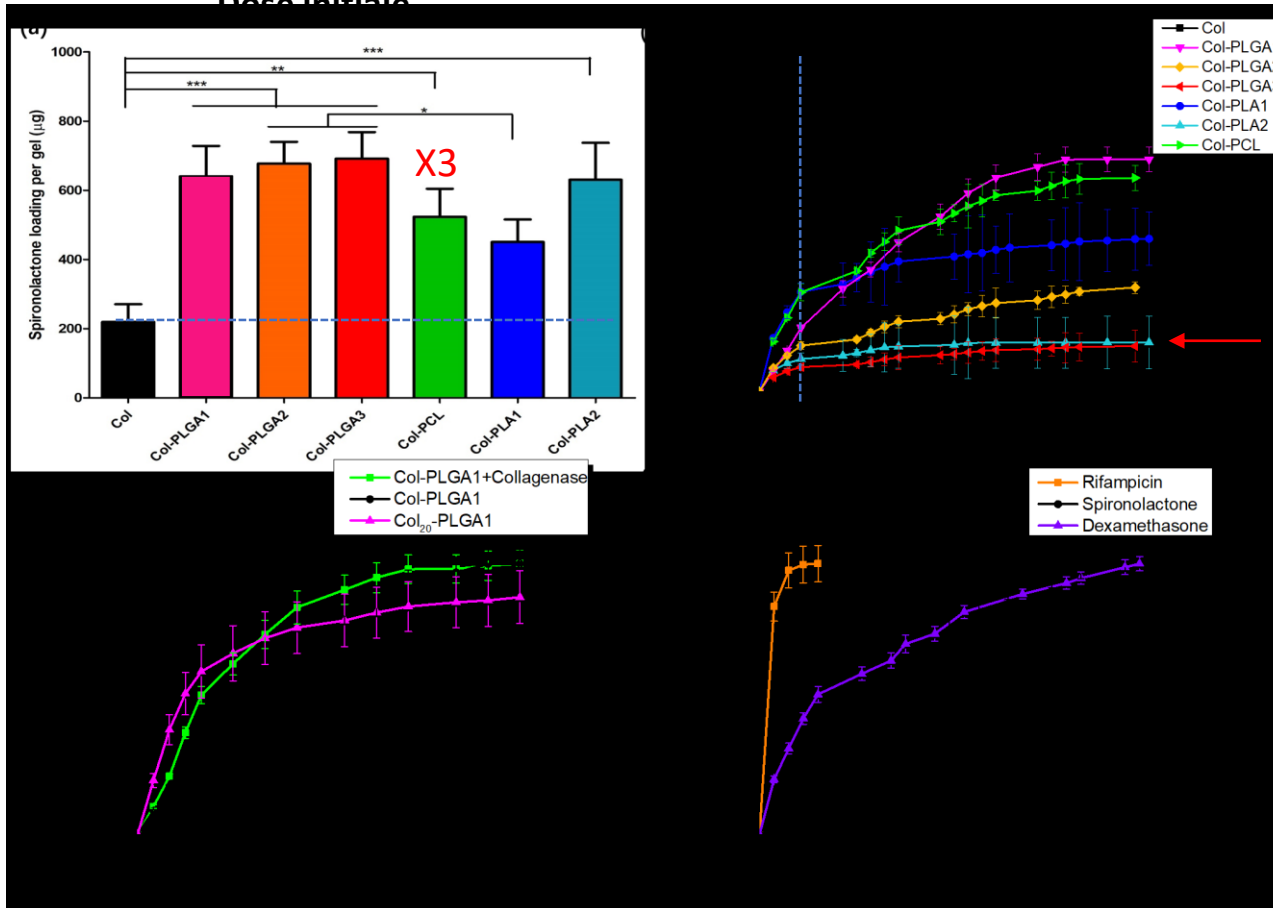 Dose initiale
(a)
(
1000
800
600
400
200
0
Spironolactone loading per gel (μg)
***
**
***
*
X3
Col
Col-PLGA1
Col-PLGA2
Col-PLGA3
Col-PCL
Col-PLA1
Col-PLA2
Col
Col-PLGA
Col-PLGA
Col-PLGA
Col-PLA1
Col-PLA2
Col-PCL
Col-PLGA1+Collagenase
Col-PLGA1
Col₂₀-PLGA1
Rifampicin
Spironolactone
Dexamethasone